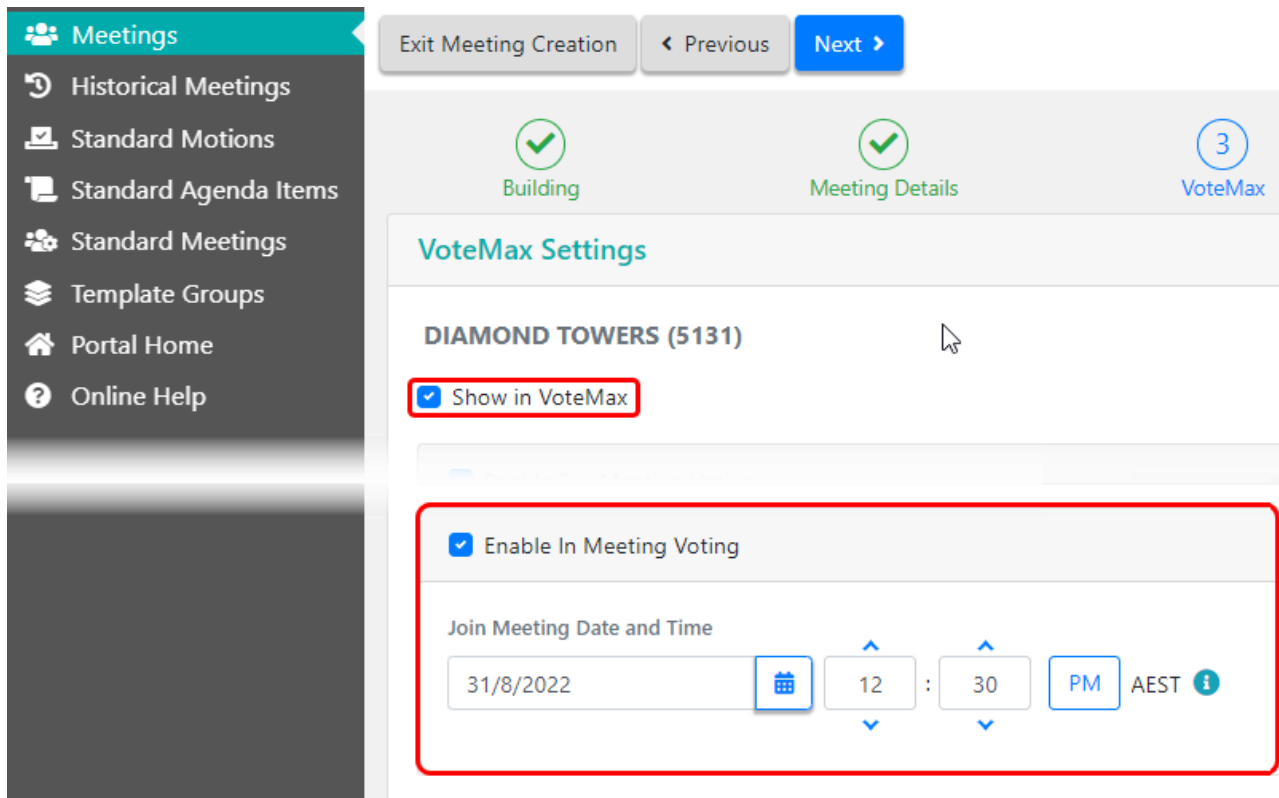 Meetings
Historical Meetings
Standard Motions
Standard Agenda Items
Standard Meetings
Template Groups
Portal Home
Online Help
Exit Meeting Creation
Previous
Next
3
Building
Meeting Details
VoteMax
VoteMax Settings
DIAMOND TOWERS (5131)
Show in VoteMax
Enable In Meeting Voting
Join Meeting Date and Time
31/8/2022 12 : 30 PM AEST